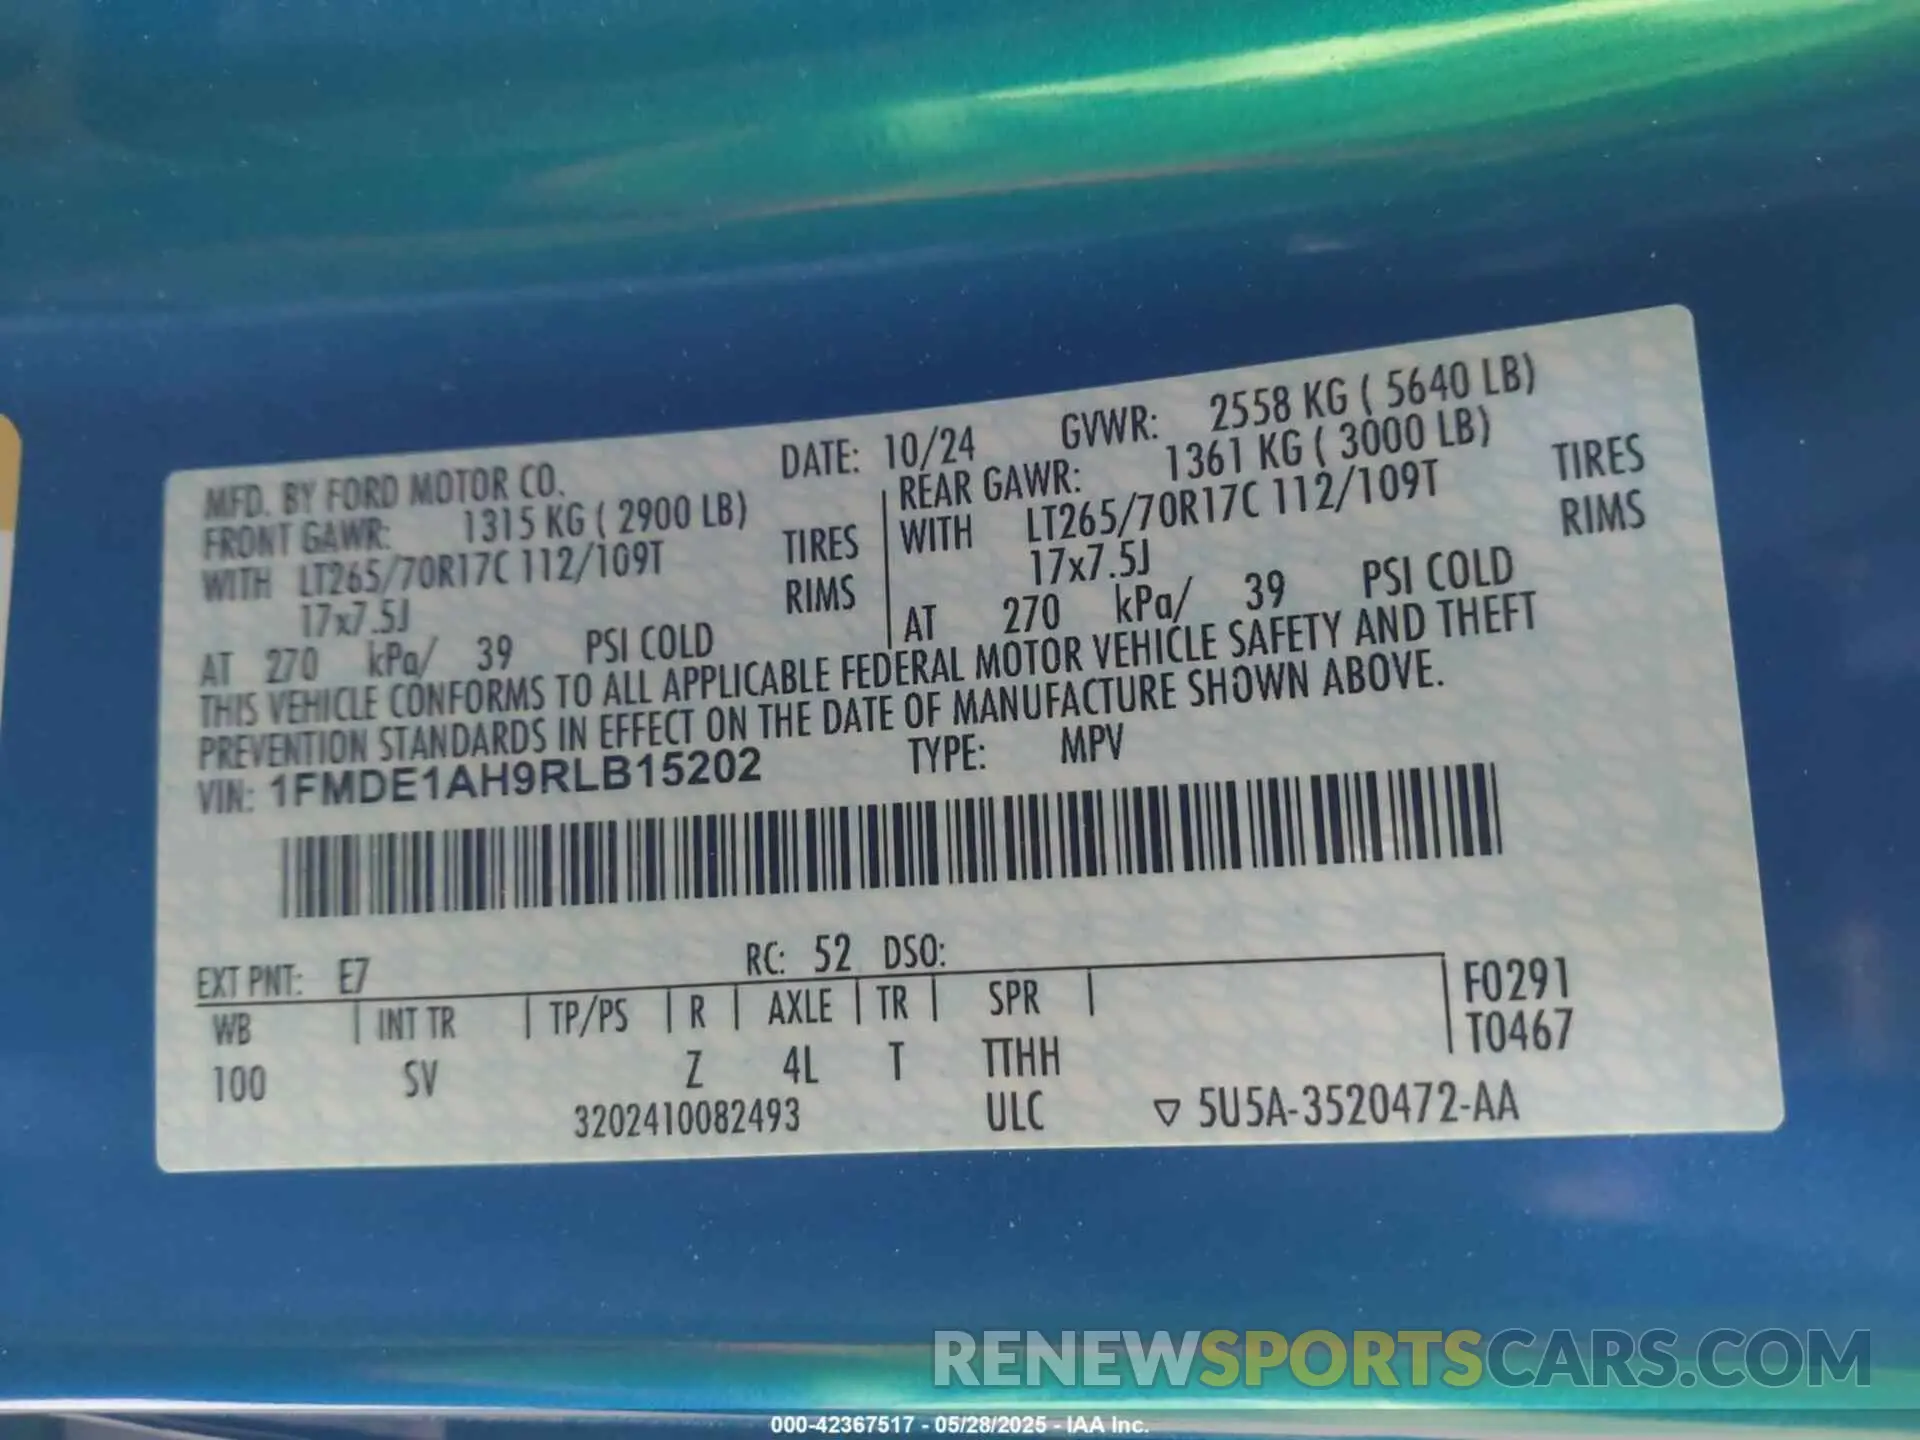 MFD. BY FORD MOTOR CO.
DATE: 10/24 GVWR: 2558 KG ( 5640 LB)
FRONT GAWR: 1315 KG ( 2900 LB)
WITH LT265/70R17C 112/109T TIRES
17x7.5J RIMS
AT 270 kPa/ 39 PSI COLD
REAR GAWR: 1361 KG ( 3000 LB)
WITH LT265/70R17C 112/109T TIRES
17x7.5J RIMS
AT 270 kPa/ 39 PSI COLD
THIS VEHICLE CONFORMS TO ALL APPLICABLE FEDERAL MOTOR VEHICLE SAFETY AND THEFT
PREVENTION STANDARDS IN EFFECT ON THE DATE OF MANUFACTURE SHOWN ABOVE.
VIN: 1FMDE1AH9RLB15202 TYPE: MPV
EXT PNT: E7 RC: 52 DSO:
WB | INT TR | TP/PS | R | AXLE | TR | SPR |
100 SV Z 4L T TTHH
F0291
T0467
3202410082493 ULC ▽ 5U5A-3520472-AA
RENEWSPORTSCARS.COM
000-42367517 - 05/28/2025 - IAA Inc.